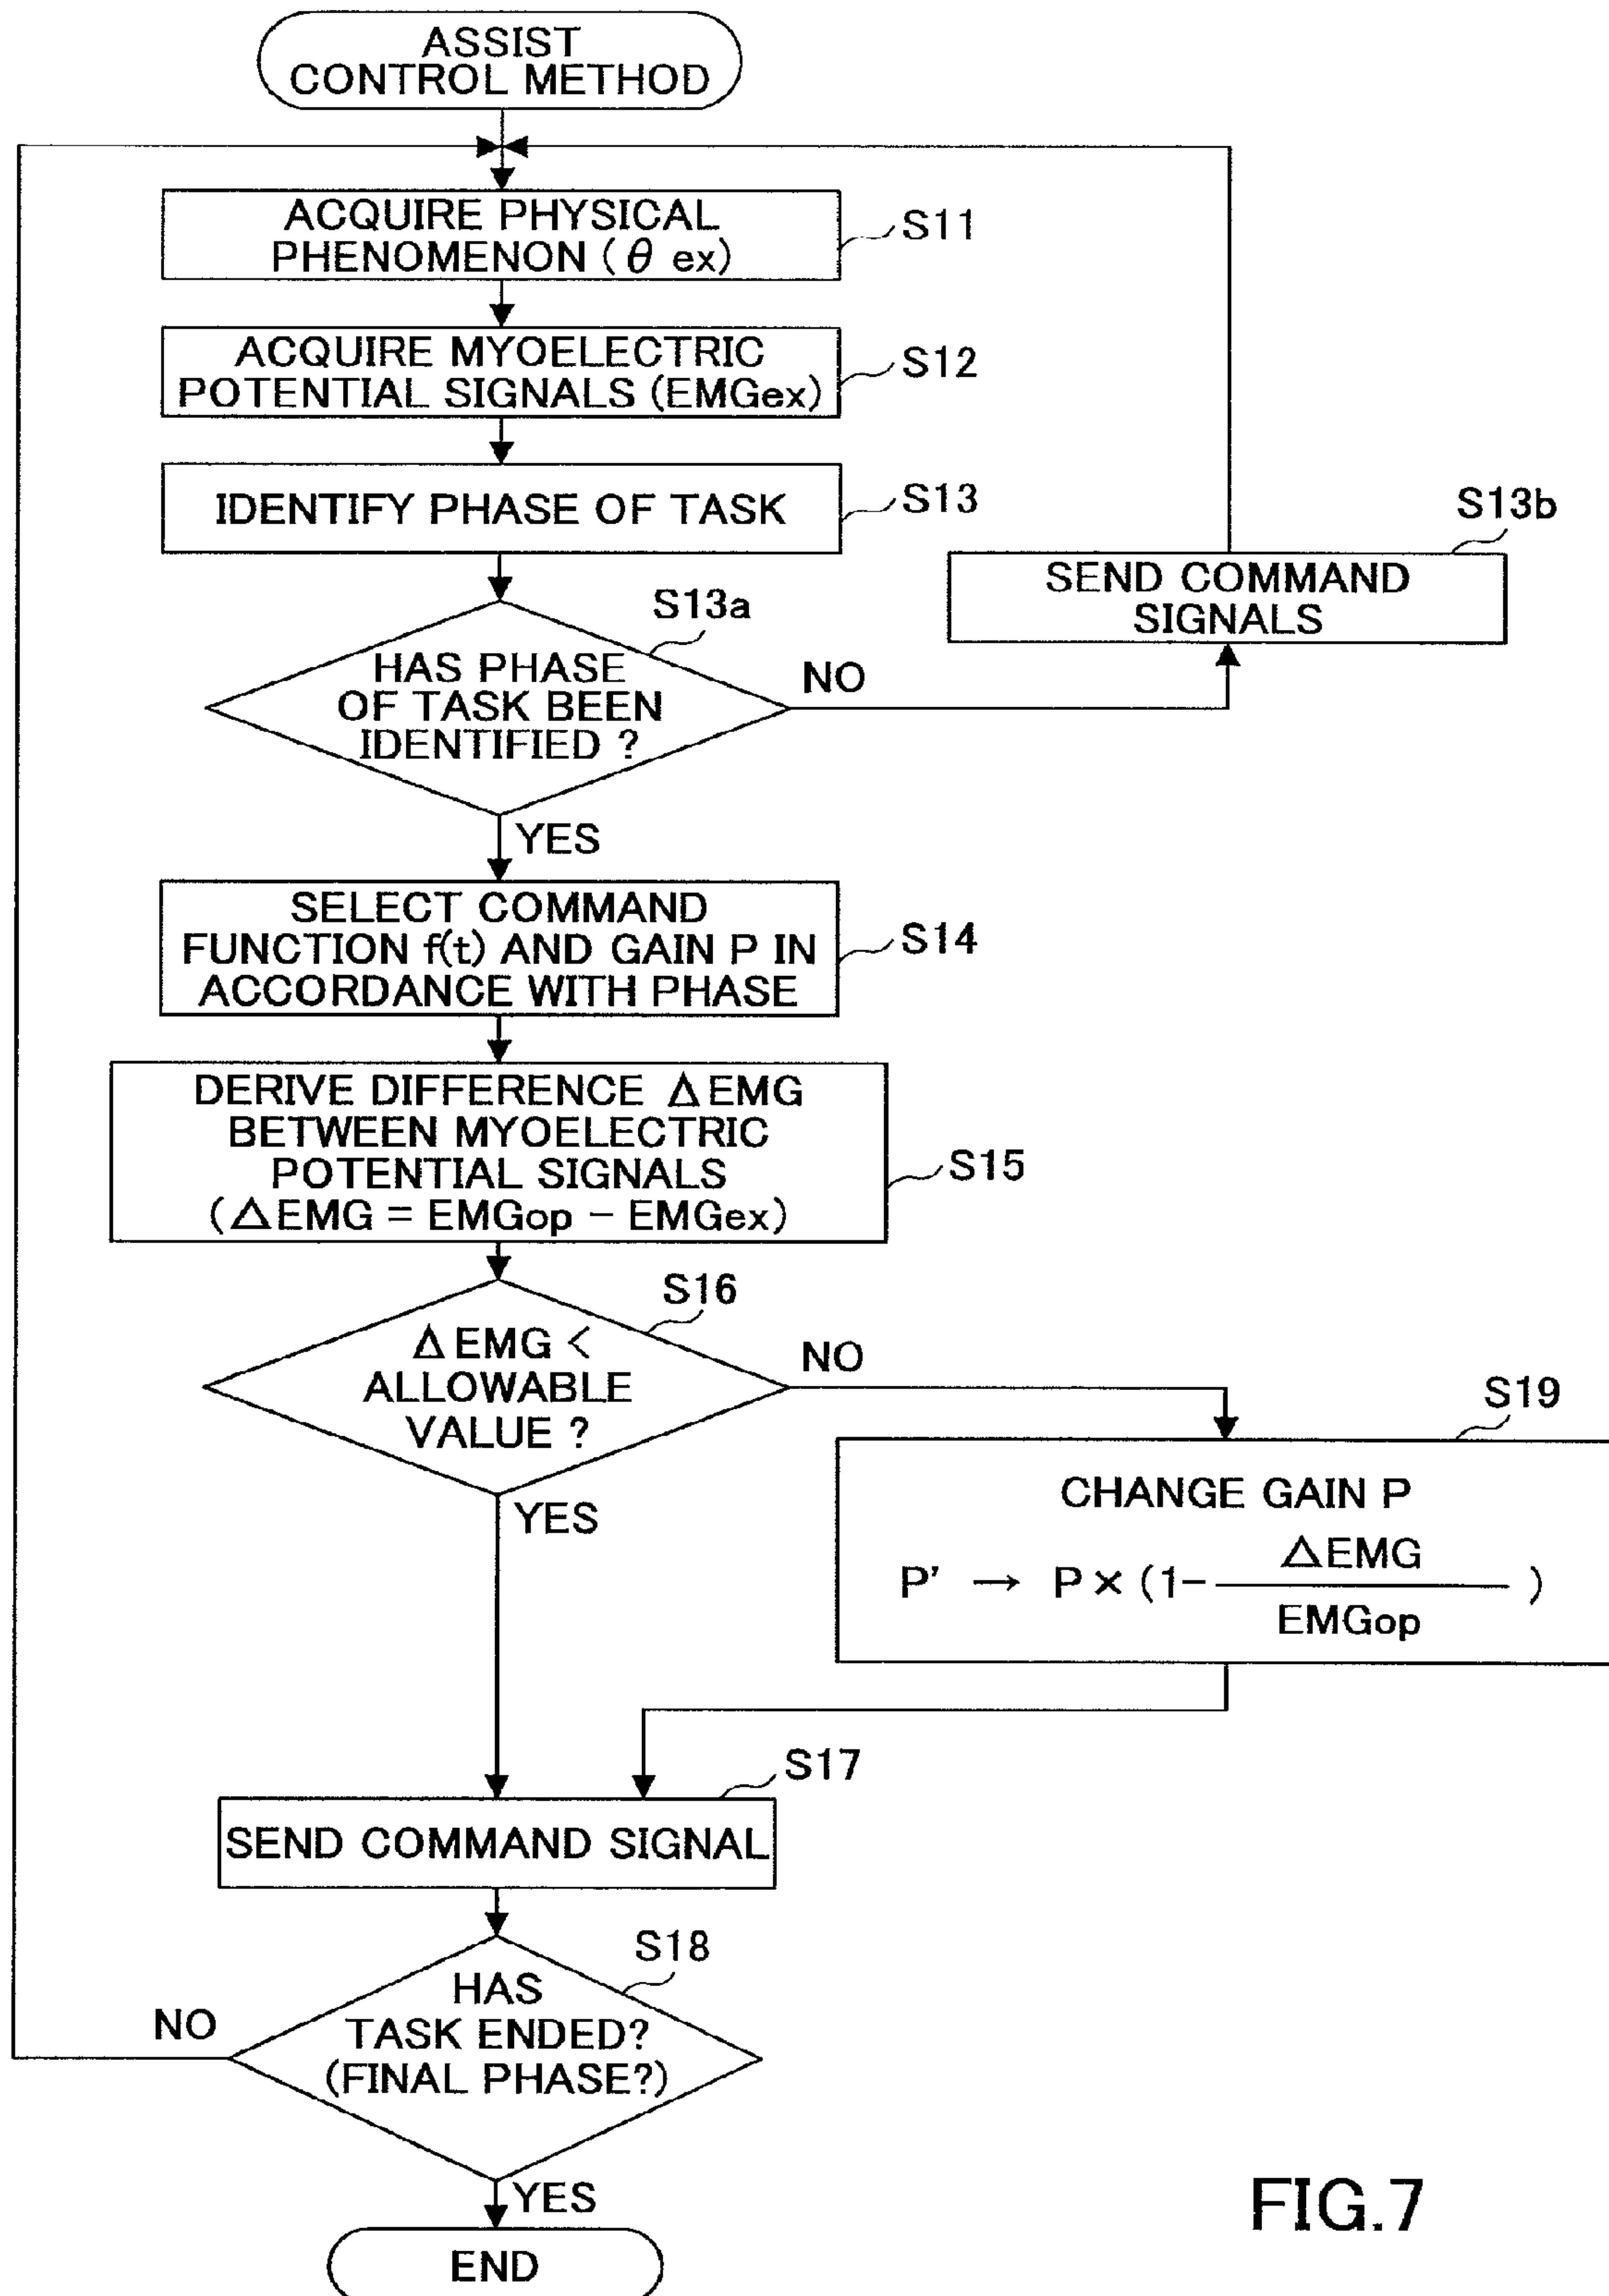 ASSIST
CONTROL METHOD
ACQUIRE PHYSICAL
PHENOMENON (θ ex)
S11
ACQUIRE MYOELECTRIC
POTENTIAL SIGNALS (EMGex)
S12
IDENTIFY PHASE OF TASK
S13
S13b
SEND COMMAND
SIGNALS
S13a
HAS PHASE
OF TASK BEEN
IDENTIFIED ?
NO
YES
SELECT COMMAND
FUNCTION f(t) AND GAIN P IN
ACCORDANCE WITH PHASE
S14
DERIVE DIFFERENCE ΔEMG
BETWEEN MYOELECTRIC
POTENTIAL SIGNALS
(ΔEMG = EMGop − EMGex)
S15
S16
ΔEMG <
ALLOWABLE
VALUE ?
NO
YES
S19
CHANGE GAIN P
P' → P × (1- ΔEMG / EMGop )
S17
SEND COMMAND SIGNAL
S18
HAS
TASK ENDED?
(FINAL PHASE?)
NO
YES
END
FIG.7